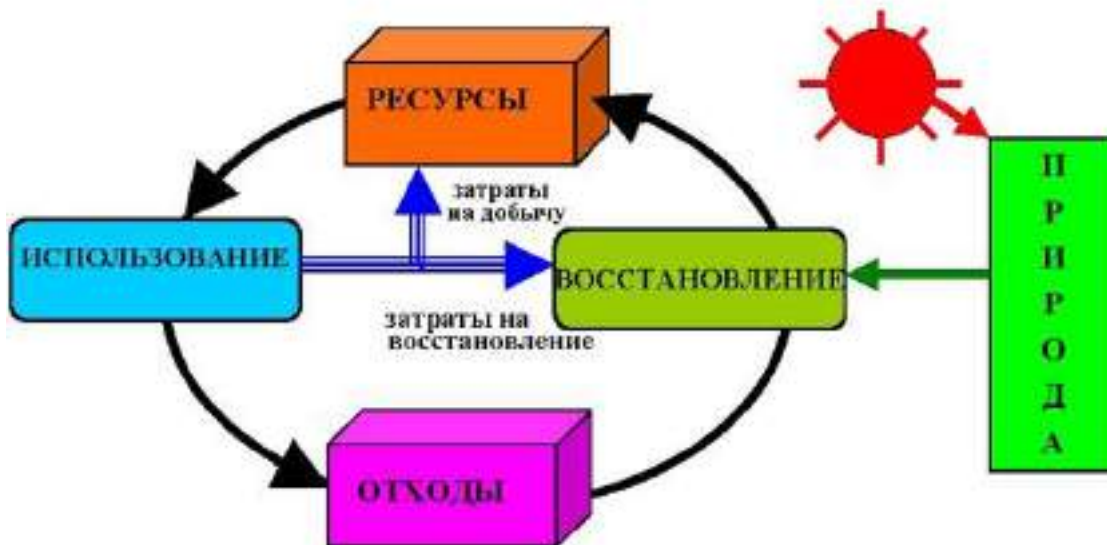 РЕСУРСЫ
затраты
на добычу
ИСПОЛЬЗОВАНИЕ
ВОССТАНОВЛЕНИЕ
затраты на
восстановление
ОТХОДЫ
П
Р
И
Р
О
Д
А